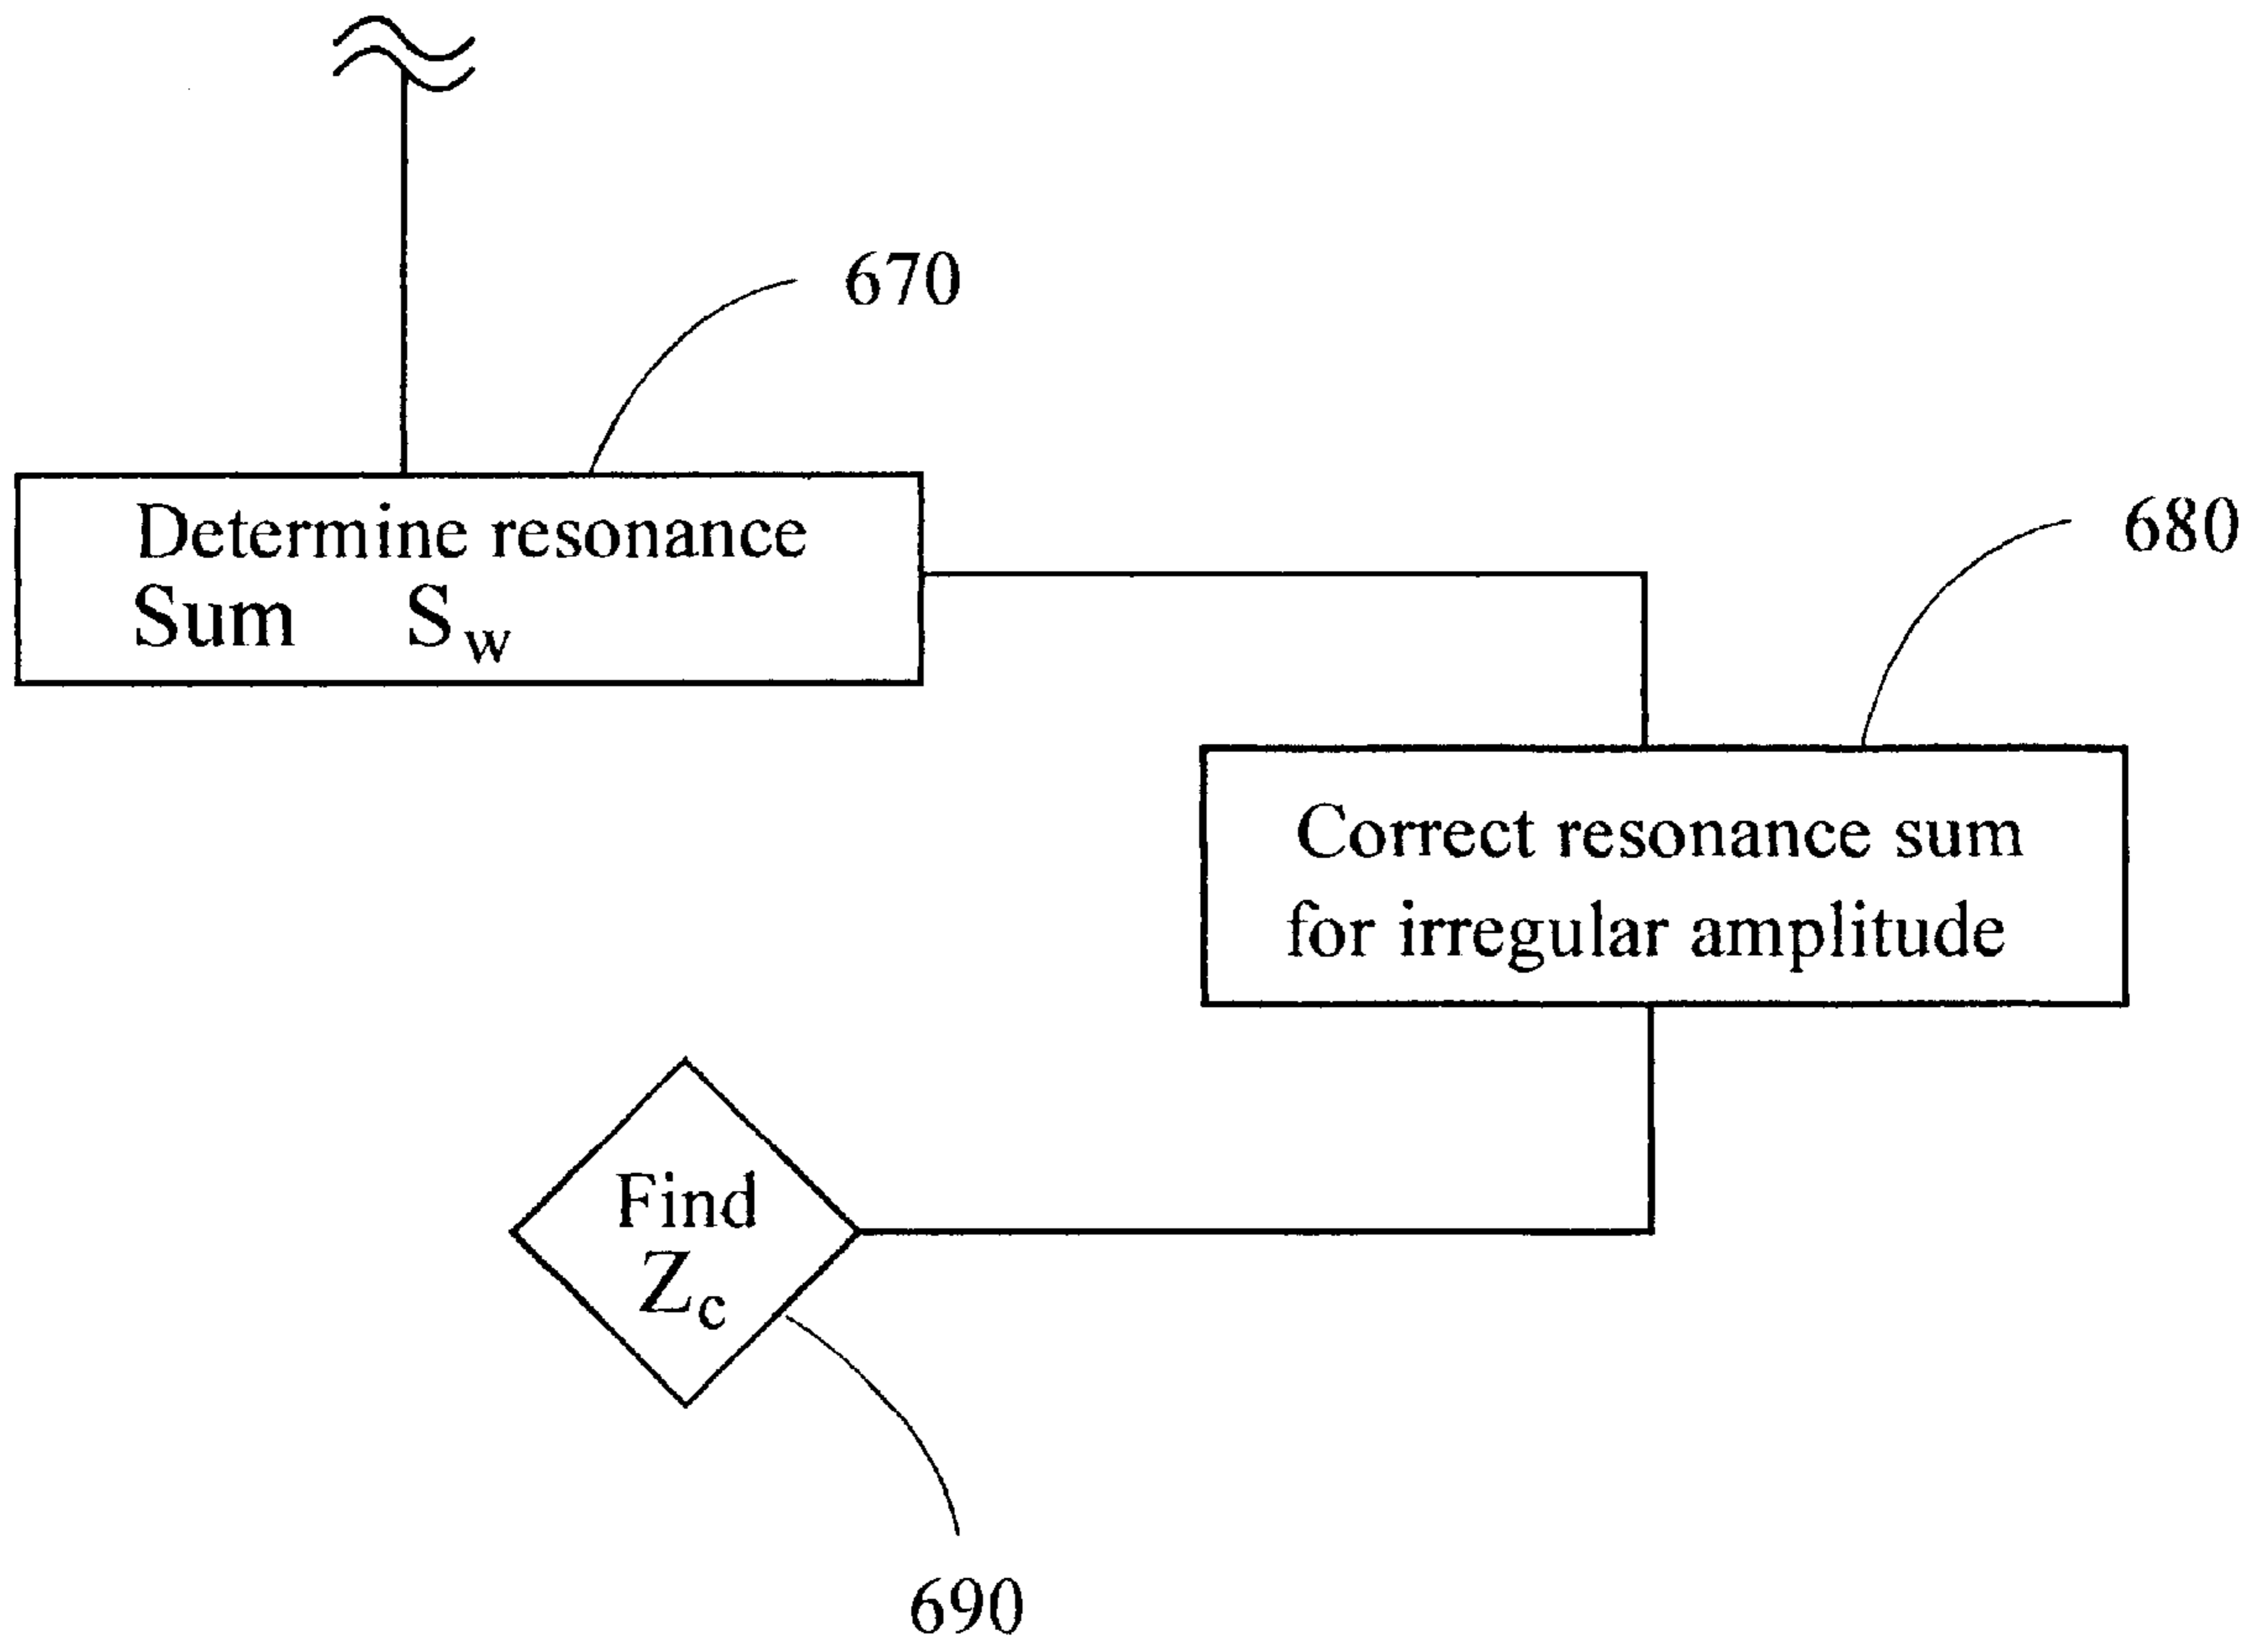 670
Determine resonance
Sum S_w
680
Correct resonance sum
for irregular amplitude
Find
Z_c
690